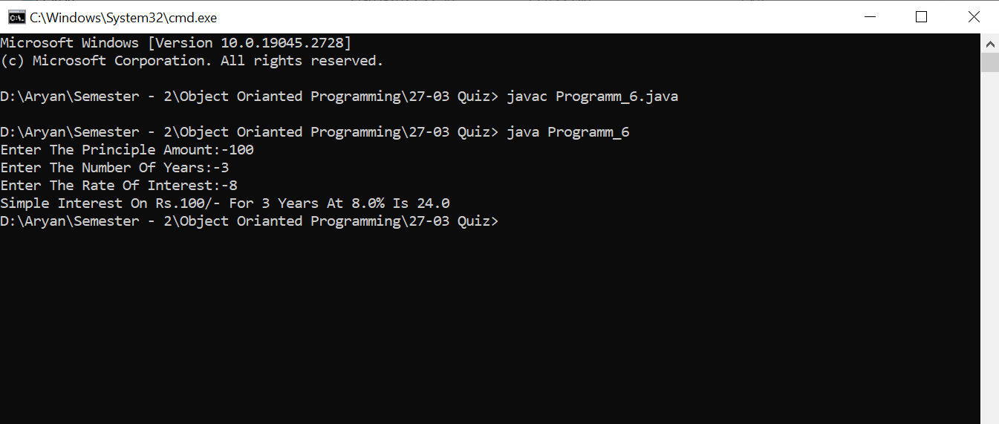 C:\Windows\System32\cmd.exe
Microsoft Windows [Version 10.0.19045.2728]
(c) Microsoft Corporation. All rights reserved.
D:\Aryan\Semester - 2\Object Orianted Programming\27-03 Quiz> javac Programm_6.java
D:\Aryan\Semester - 2\Object Orianted Programming\27-03 Quiz> java Programm_6
Enter The Principle Amount:-100
Enter The Number Of Years:-3
Enter The Rate Of Interest:-8
Simple Interest On Rs.100/- For 3 Years At 8.0% Is 24.0
D:\Aryan\Semester - 2\Object Orianted Programming\27-03 Quiz>